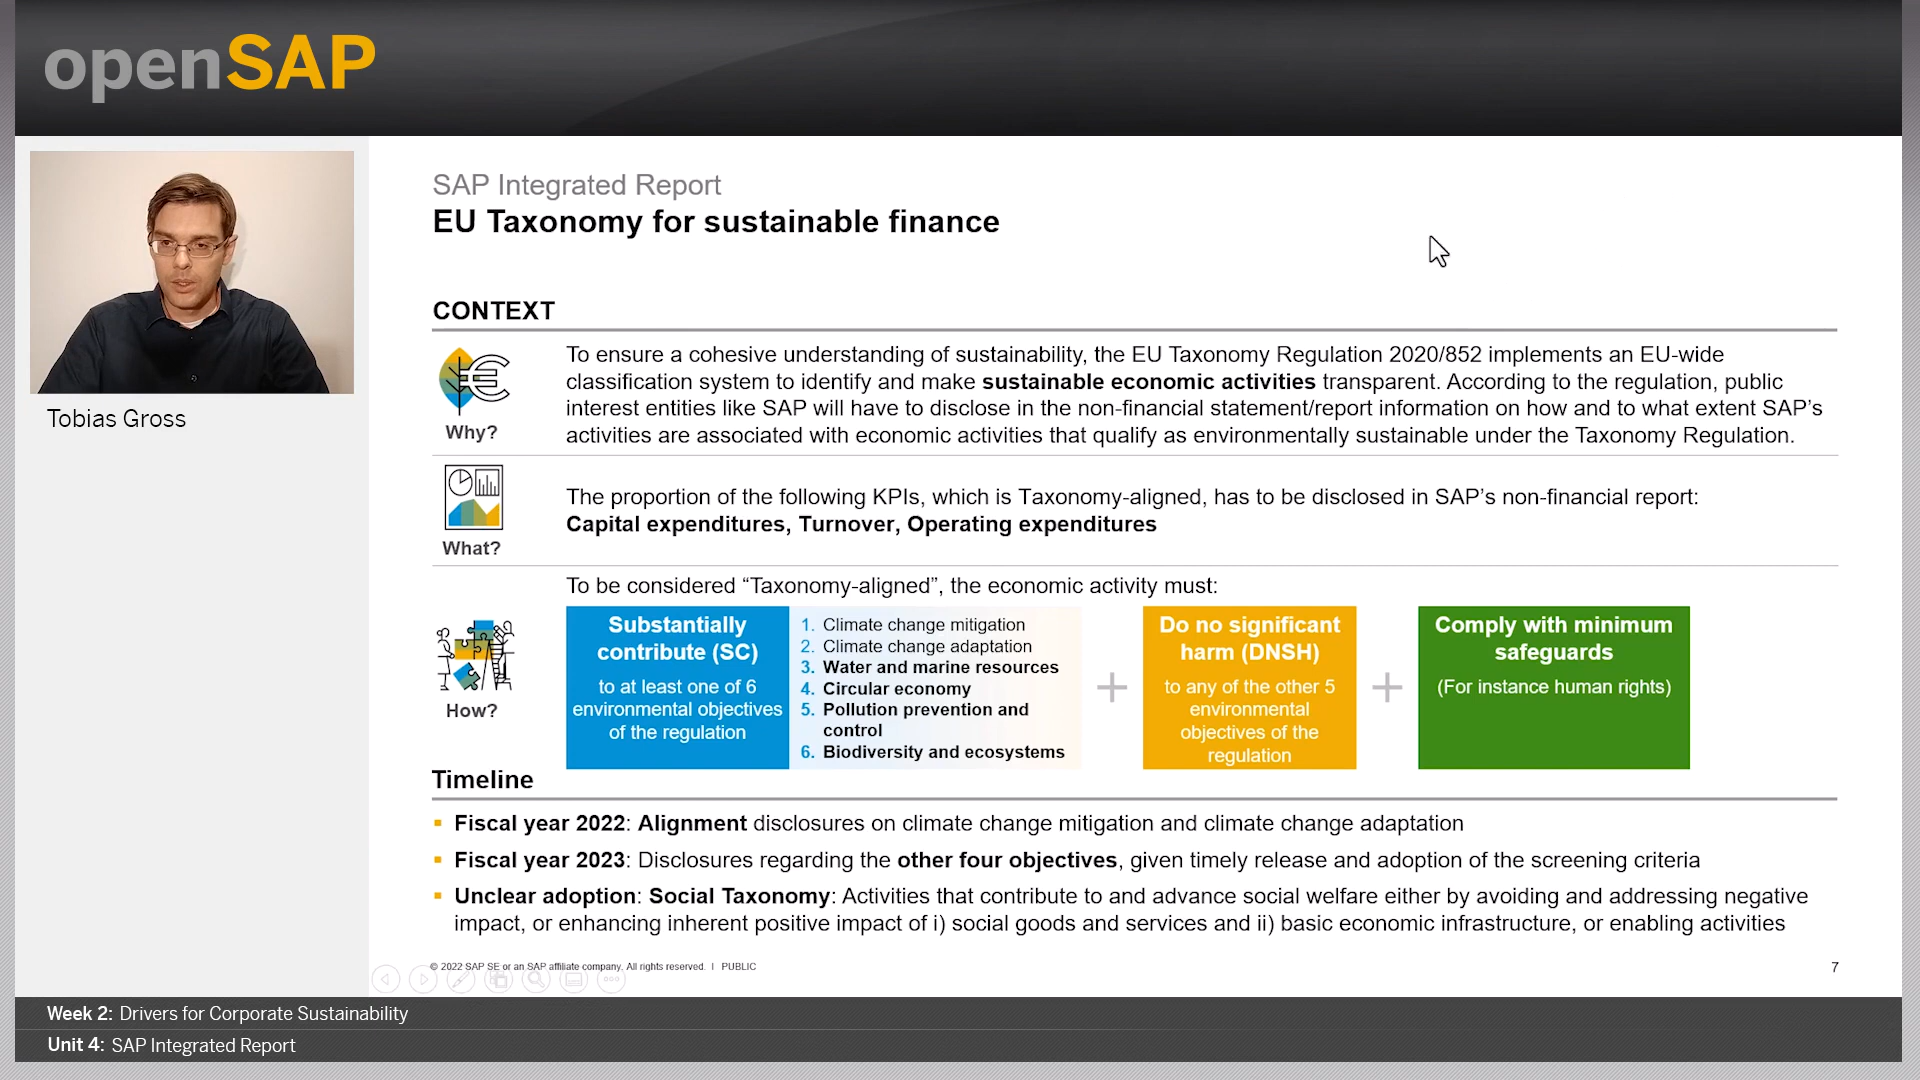 openSAP
Tobias Gross
SAP Integrated Report
EU Taxonomy for sustainable finance
CONTEXT
Why?
To ensure a cohesive understanding of sustainability, the EU Taxonomy Regulation 2020/852 implements an EU-wide
classification system to identify and make sustainable economic activities transparent. According to the regulation, public
interest entities like SAP will have to disclose in the non-financial statement/report information on how and to what extent SAP’s
activities are associated with economic activities that qualify as environmentally sustainable under the Taxonomy Regulation.
What?
The proportion of the following KPIs, which is Taxonomy-aligned, has to be disclosed in SAP’s non-financial report:
Capital expenditures, Turnover, Operating expenditures
How?
To be considered “Taxonomy-aligned”, the economic activity must:
Substantially
contribute (SC)
to at least one of 6
environmental objectives
of the regulation
1. Climate change mitigation
2. Climate change adaptation
3. Water and marine resources
4. Circular economy
5. Pollution prevention and
control
6. Biodiversity and ecosystems
+
Do no significant
harm (DNSH)
to any of the other 5
environmental
objectives of the
regulation
+
Comply with minimum
safeguards
(For instance human rights)
Timeline
▪ Fiscal year 2022: Alignment disclosures on climate change mitigation and climate change adaptation
▪ Fiscal year 2023: Disclosures regarding the other four objectives, given timely release and adoption of the screening criteria
▪ Unclear adoption: Social Taxonomy: Activities that contribute to and advance social welfare either by avoiding and addressing negative
impact, or enhancing inherent positive impact of i) social goods and services and ii) basic economic infrastructure, or enabling activities
© 2022 SAP SE or an SAP affiliate company. All rights reserved. | PUBLIC
7
Week 2: Drivers for Corporate Sustainability
Unit 4: SAP Integrated Report